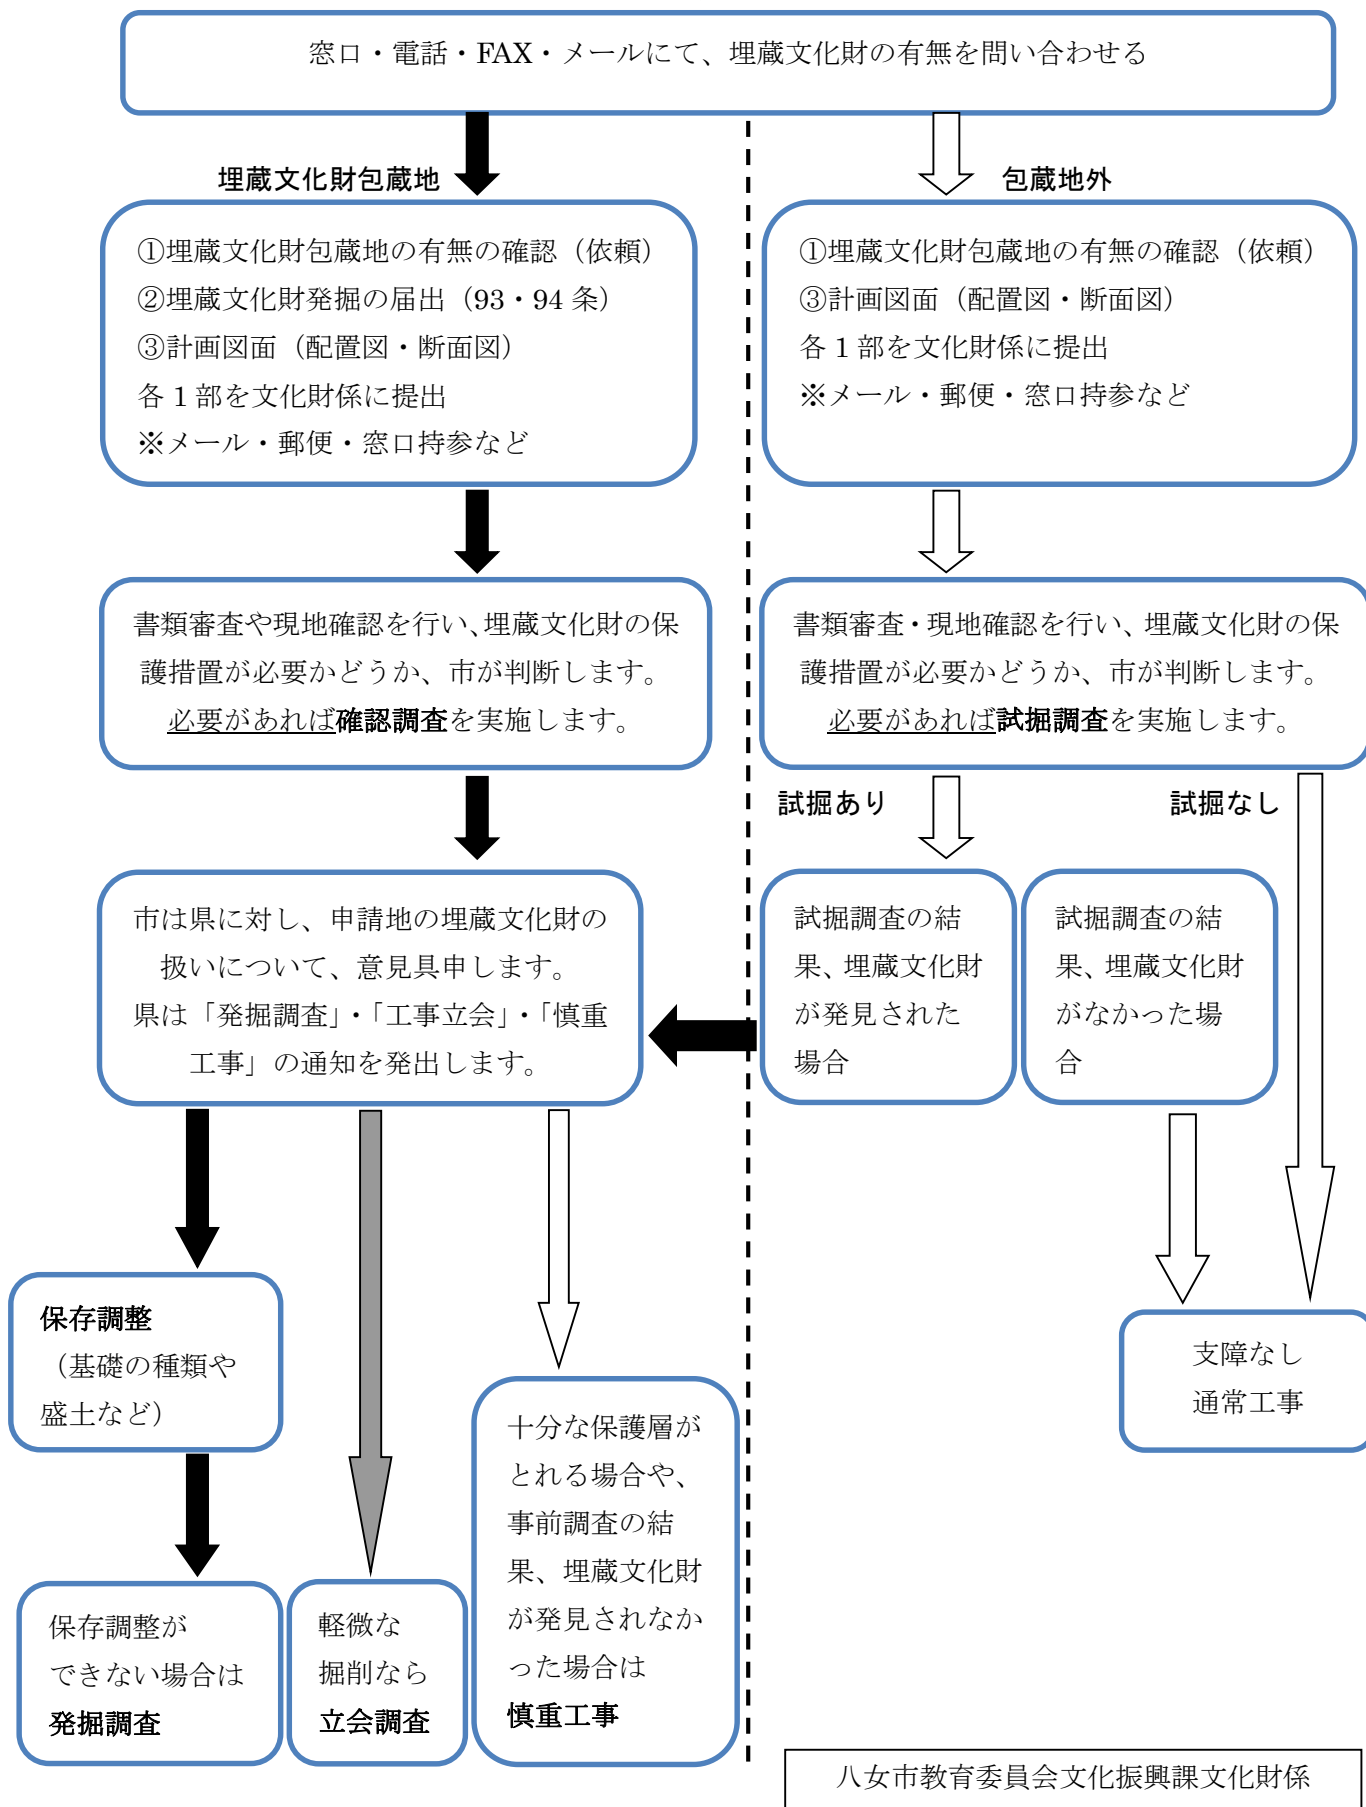 窓口・電話・FAX・メールにて、埋蔵文化財の有無を問い合わせる
埋蔵文化財包蔵地
①埋蔵文化財包蔵地の有無の確認（依頼）
②埋蔵文化財発掘の届出（93・94 条）
③計画図面（配置図・断面図）
各 1 部を文化財係に提出
※メール・郵便・窓口持参など
包蔵地外
①埋蔵文化財包蔵地の有無の確認（依頼）
③計画図面（配置図・断面図）
各 1 部を文化財係に提出
※メール・郵便・窓口持参など
書類審査や現地確認を行い、埋蔵文化財の保
護措置が必要かどうか、市が判断します。
必要があれば確認調査を実施します。
書類審査・現地確認を行い、埋蔵文化財の保
護措置が必要かどうか、市が判断します。
必要があれば試掘調査を実施します。
試掘あり
試掘なし
市は県に対し、申請地の埋蔵文化財の
扱いについて、意見具申します。
県は「発掘調査」・「工事立会」・「慎重
工事」の通知を発出します。
試掘調査の結
果、埋蔵文化財
が発見された
場合
試掘調査の結
果、埋蔵文化財
がなかった場
合
保存調整
（基礎の種類や
盛土など）
保存調整が
できない場合は
発掘調査
軽微な
掘削なら
立会調査
十分な保護層が
とれる場合や、
事前調査の結
果、埋蔵文化財
が発見されなか
った場合は
慎重工事
支障なし
通常工事
八女市教育委員会文化振興課文化財係